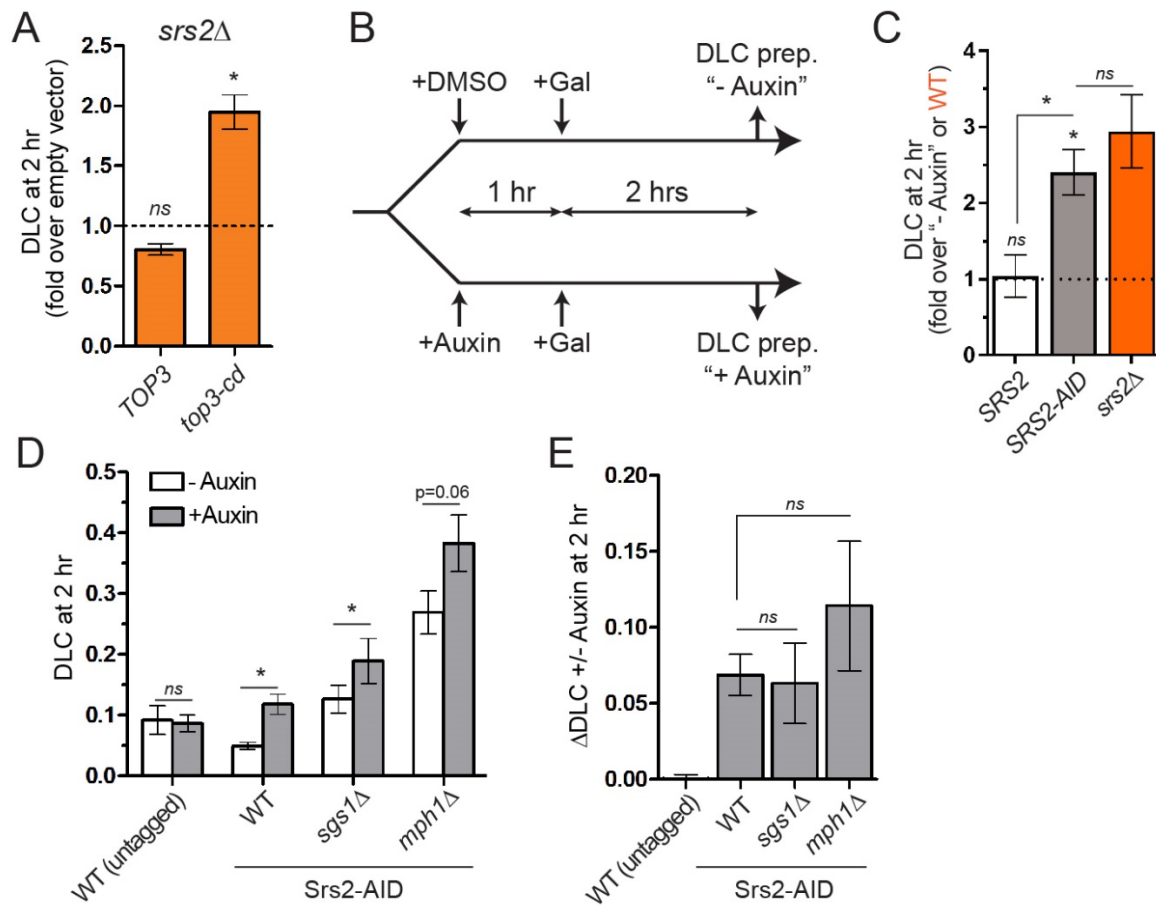 A
srs2Δ
DLC at 2 hr
(fold over empty vector)
2.5
2.0
1.5
1.0
0.5
0.0
ns
*
TOP3
top3-cd
B
+DMSO
+Gal
DLC prep.
“- Auxin”
1 hr
2 hrs
+Auxin
+Gal
DLC prep.
“+ Auxin”
C
DLC at 2 hr
(fold over “- Auxin” or WT)
4
3
2
1
0
ns
*
*
ns
SRS2
SRS2-AID
srs2Δ
D
- Auxin
+Auxin
DLC at 2 hr
0.5
0.4
0.3
0.2
0.1
0.0
ns
*
*
p=0.06
WT (untagged)
WT
sgs1Δ
mph1Δ
Srs2-AID
E
ΔDLC +/- Auxin at 2 hr
0.20
0.15
0.10
0.05
0.00
ns
ns
WT (untagged)
WT
sgs1Δ
mph1Δ
Srs2-AID